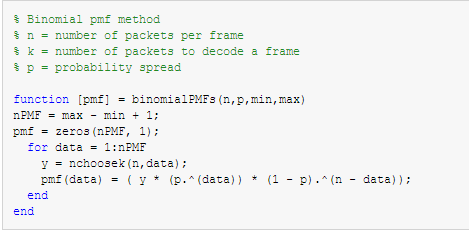 % Binomial pmf method
% n = number of packets per frame
% k = number of packets to decode a frame
% p = probability spread
function [pmf] = binomialPMFs(n,p,min,max)
nPMF = max - min + 1;
pmf = zeros(nPMF, 1);
for data = 1:nPMF
y = nchoosek(n,data);
pmf(data) = ( y * (p.^(data)) * (1 - p).^(n - data));
end
end